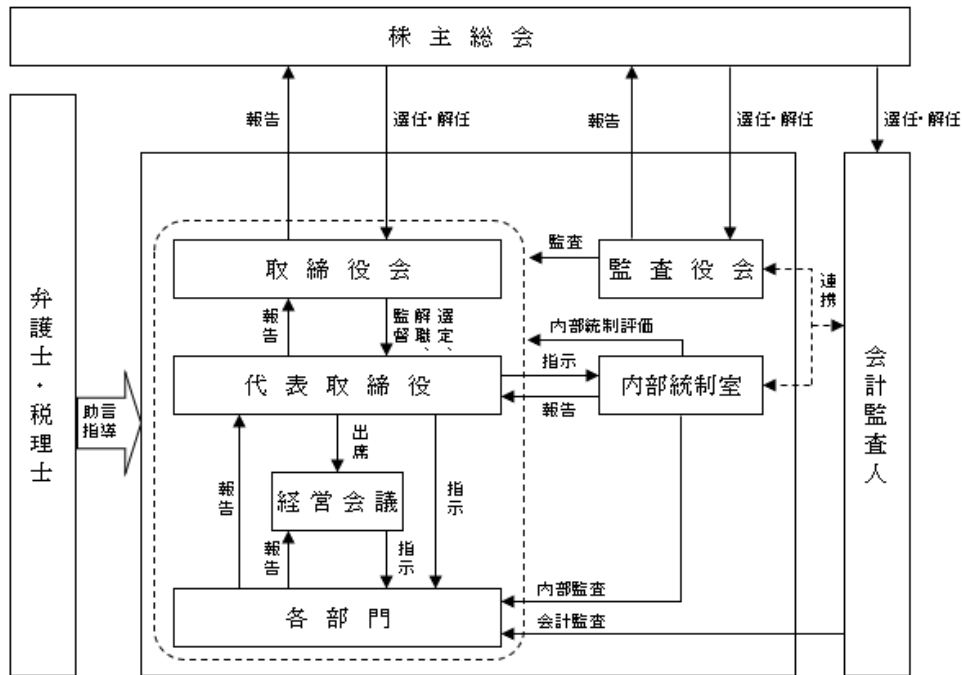 株主総会
報告
選任・解任
報告
選任・解任
選任・解任
取締役会
監査
監査役会
連携
報告
選定、
解職、
監督
内部統制評価
弁護士・税理士
代表取締役
指示
報告
内部統制室
会計監査人
助言
指導
出席
報告
経営会議
指示
報告
指示
内部監査
各部門
会計監査